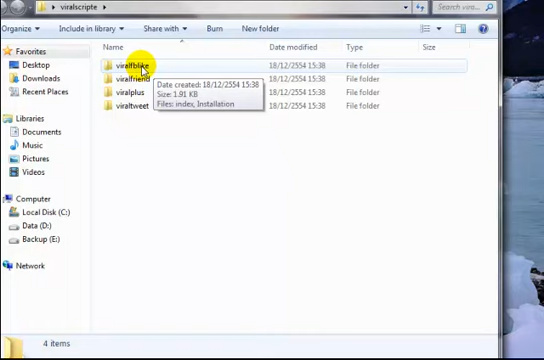 viralscripte
Search vira...
Organize
Include in library
Share with
Burn
New folder
Name
Date modified
Type
Size
Favorites
Desktop
Downloads
Recent Places
Libraries
Documents
Music
Pictures
Videos
Computer
Local Disk (C:)
Data (D:)
Backup (E:)
Network
viralfblike 18/12/2554 15:38 File folder
viralfriend 18/12/2554 15:38 File folder
viralplus 18/12/2554 15:38 File folder
viraltweet 18/12/2554 15:38 File folder
Date created: 18/12/2554 15:38
Size: 1.91 KB
Files: index, Installation
4 items